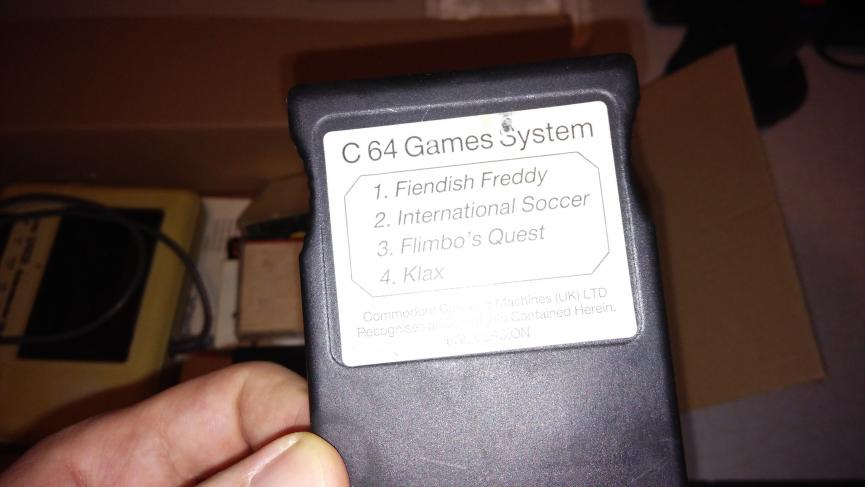 C 64 Games System
1. Fiendish Freddy
2. International Soccer
3. Flimbo's Quest
4. Klax
Commodore Machines (UK) LTD
Recognises all Contained Herein.